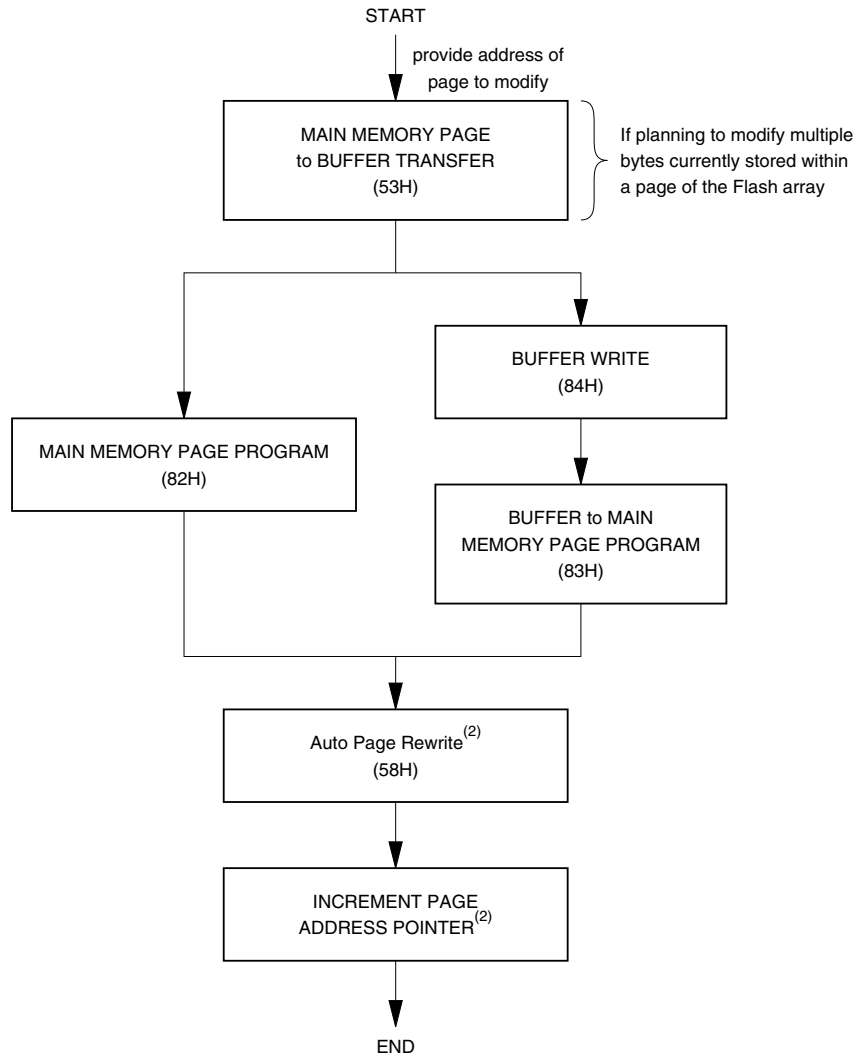 START
provide address of
page to modify
MAIN MEMORY PAGE
to BUFFER TRANSFER
(53H)
If planning to modify multiple
bytes currently stored within
a page of the Flash array
BUFFER WRITE
(84H)
MAIN MEMORY PAGE PROGRAM
(82H)
BUFFER to MAIN
MEMORY PAGE PROGRAM
(83H)
Auto Page Rewrite(2)
(58H)
INCREMENT PAGE
ADDRESS POINTER(2)
END